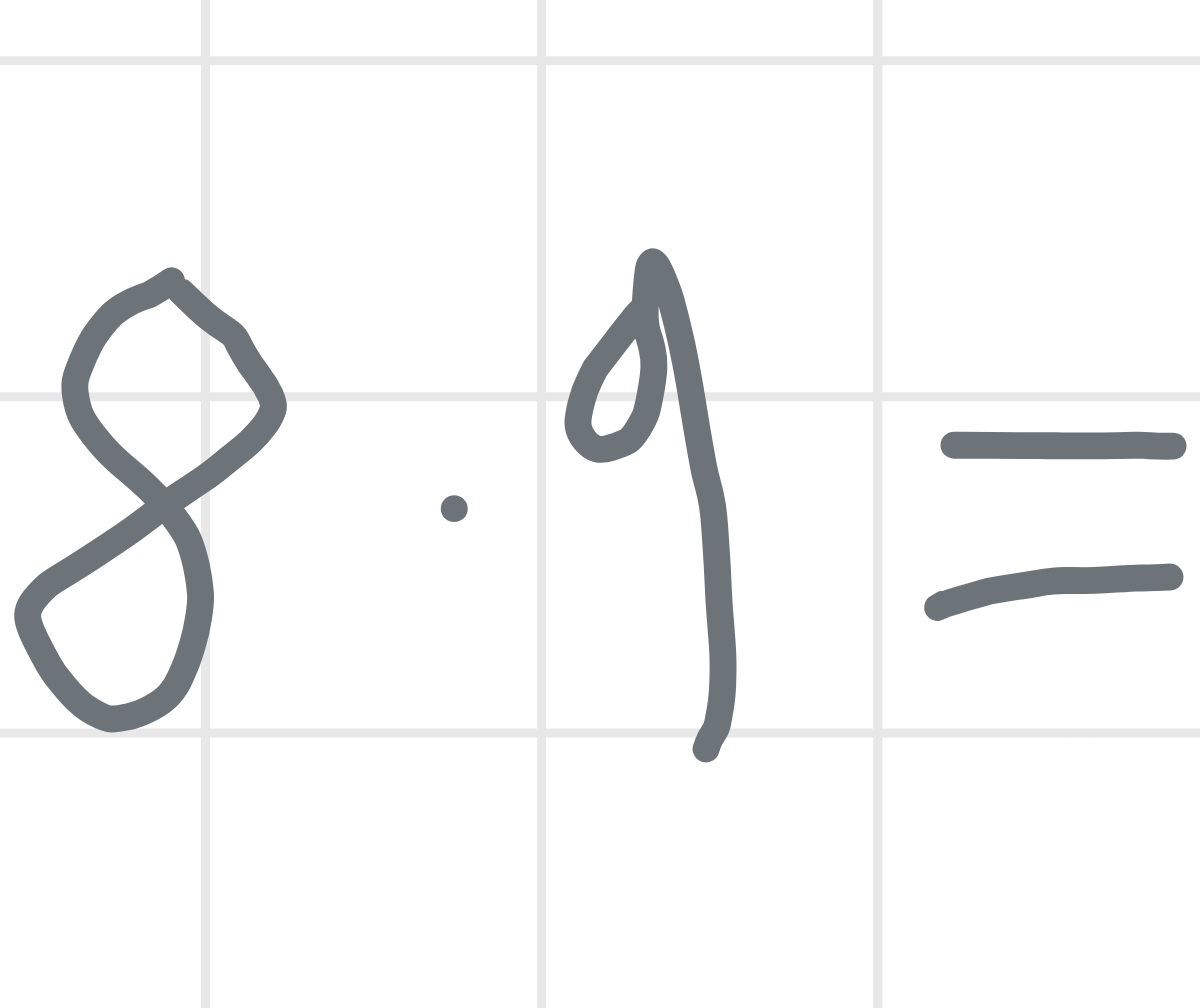 8 · 9 =